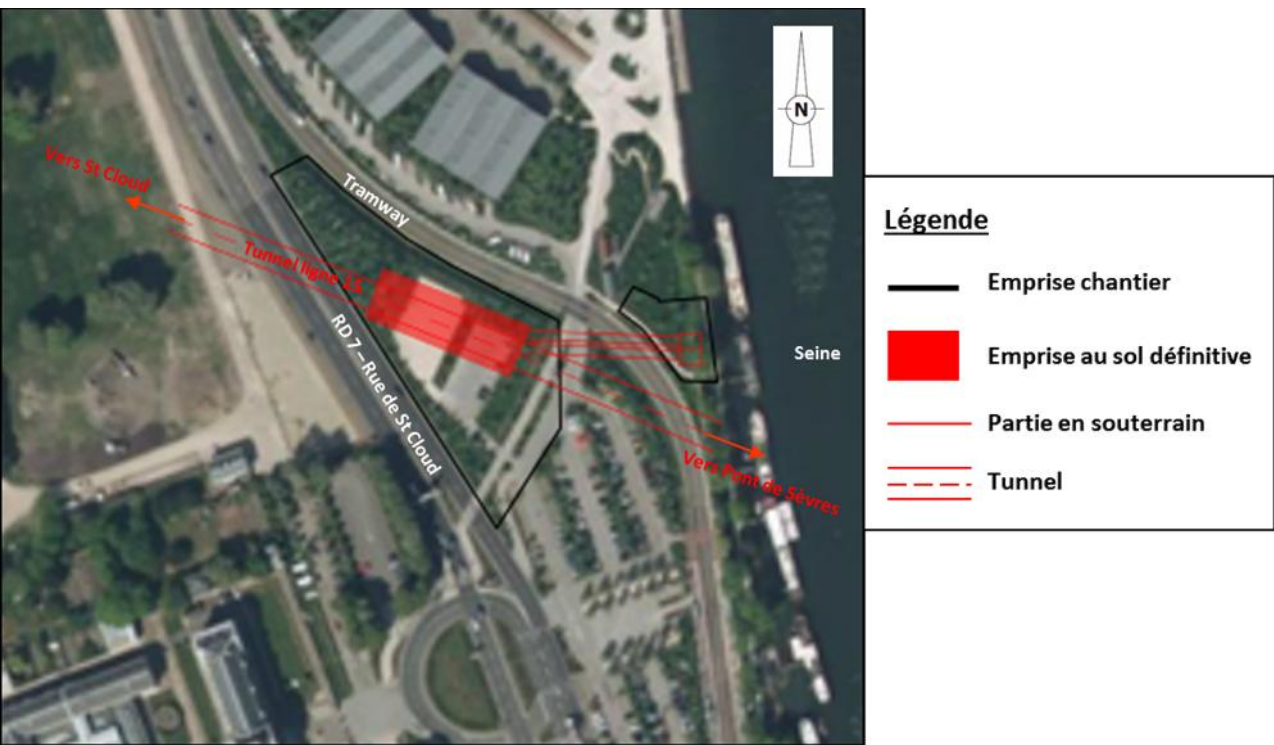 N
Vers St Cloud
Tramway
Tunnel ligne 15
RD 7 – Rue de St Cloud
Seine
Vers Pont de Sèvres
Légende
Emprise chantier
Emprise au sol définitive
Partie en souterrain
Tunnel